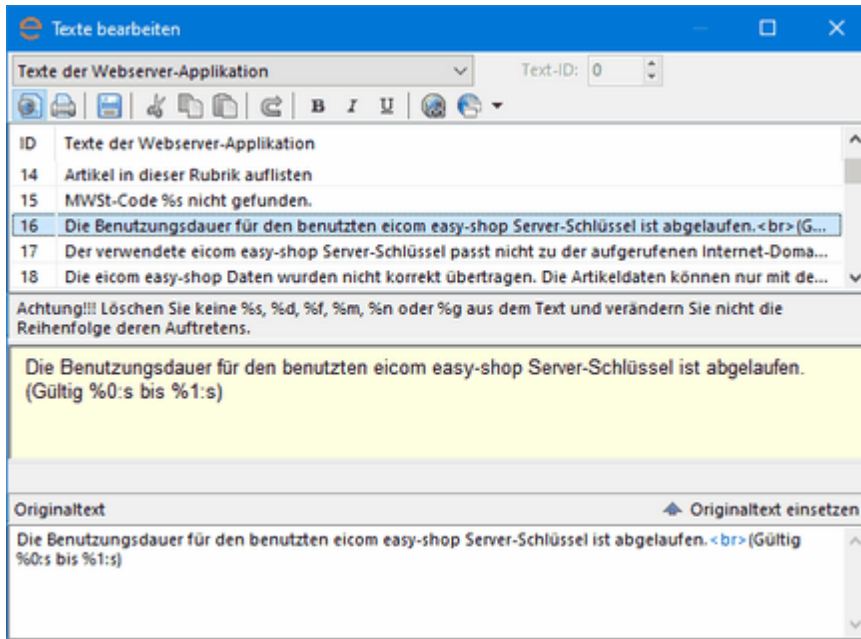 Texte bearbeiten
Texte der Webserver-Applikation
Text-ID: 0
B I U
ID Texte der Webserver-Applikation
14 Artikel in dieser Rubrik auflisten
15 MWSt-Code %s nicht gefunden.
16 Die Benutzungsdauer für den benutzten eicom easy-shop Server-Schlüssel ist abgelaufen.<br>(G...
17 Der verwendete eicom easy-shop Server-Schlüssel passt nicht zu der aufgerufenen Internet-Doma...
18 Die eicom easy-shop Daten wurden nicht korrekt übertragen. Die Artikeldaten können nur mit de...
Achtung!!! Löschen Sie keine %s, %d, %f, %m, %n oder %g aus dem Text und verändern Sie nicht die
Reihenfolge deren Auftretens.
Die Benutzungsdauer für den benutzten eicom easy-shop Server-Schlüssel ist abgelaufen.
(Gültig %0:s bis %1:s)
Originaltext
Originaltext einsetzen
Die Benutzungsdauer für den benutzten eicom easy-shop Server-Schlüssel ist abgelaufen.<br>(Gültig
%0:s bis %1:s)